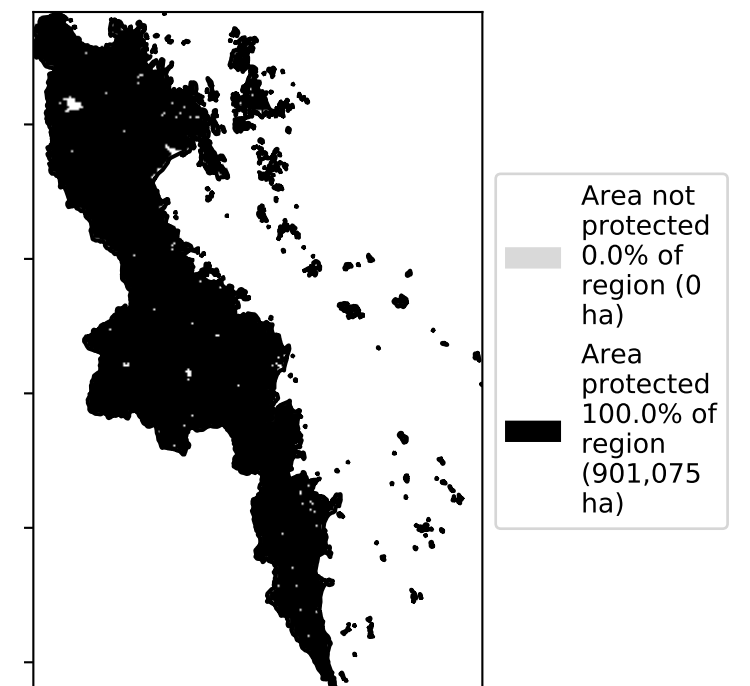 Area not
protected
0.0% of
region (0
ha)
Area
protected
100.0% of
region
(901,075
ha)